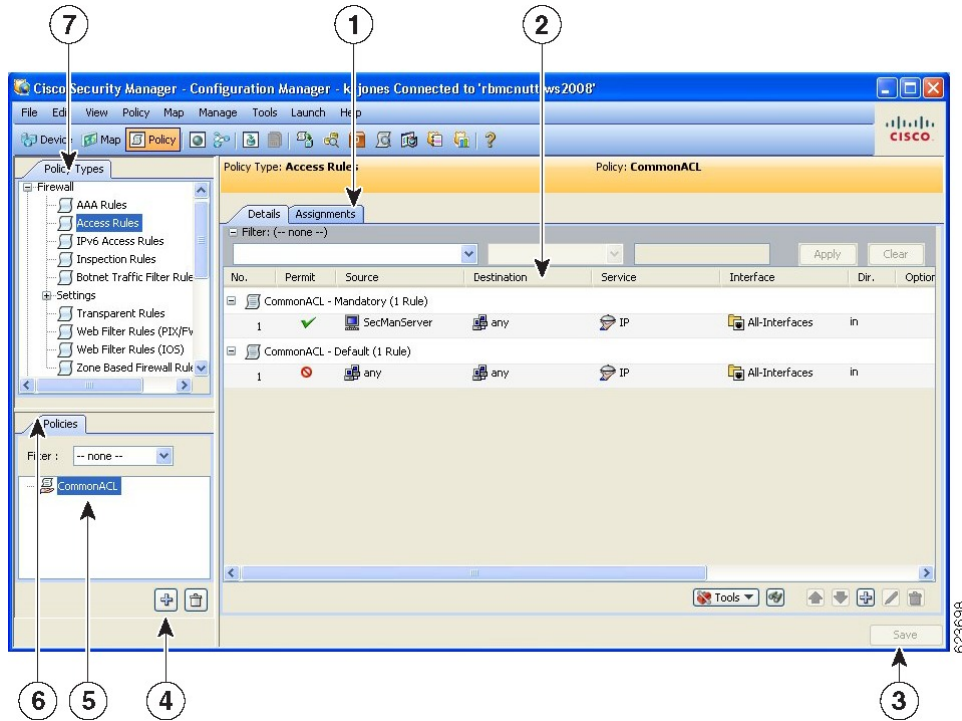 7
1
2
Cisco Security Manager - Configuration Manager - k jones Connected to 'rbmcnutt ws2008'
File Edit View Policy Map Manage Tools Launch Help
Device Map Policy
CISCO
Policy Types
Policy Type: Access Rules
Policy: CommonACL
Firewall
AAA Rules
Access Rules
IPv6 Access Rules
Inspection Rules
Botnet Traffic Filter Rule
Settings
Transparent Rules
Web Filter Rules (PIX/FW
Web Filter Rules (IOS)
Zone Based Firewall Rule
Details Assignments
Filter: (-- none --)
Apply Clear
No. Permit Source Destination Service Interface Dir. Option
CommonACL - Mandatory (1 Rule)
1 SecManServer any IP All-Interfaces in
CommonACL - Default (1 Rule)
1 any any IP All-Interfaces in
Policies
Filter : -- none --
CommonACL
Tools
Save
623698
6
5
4
3